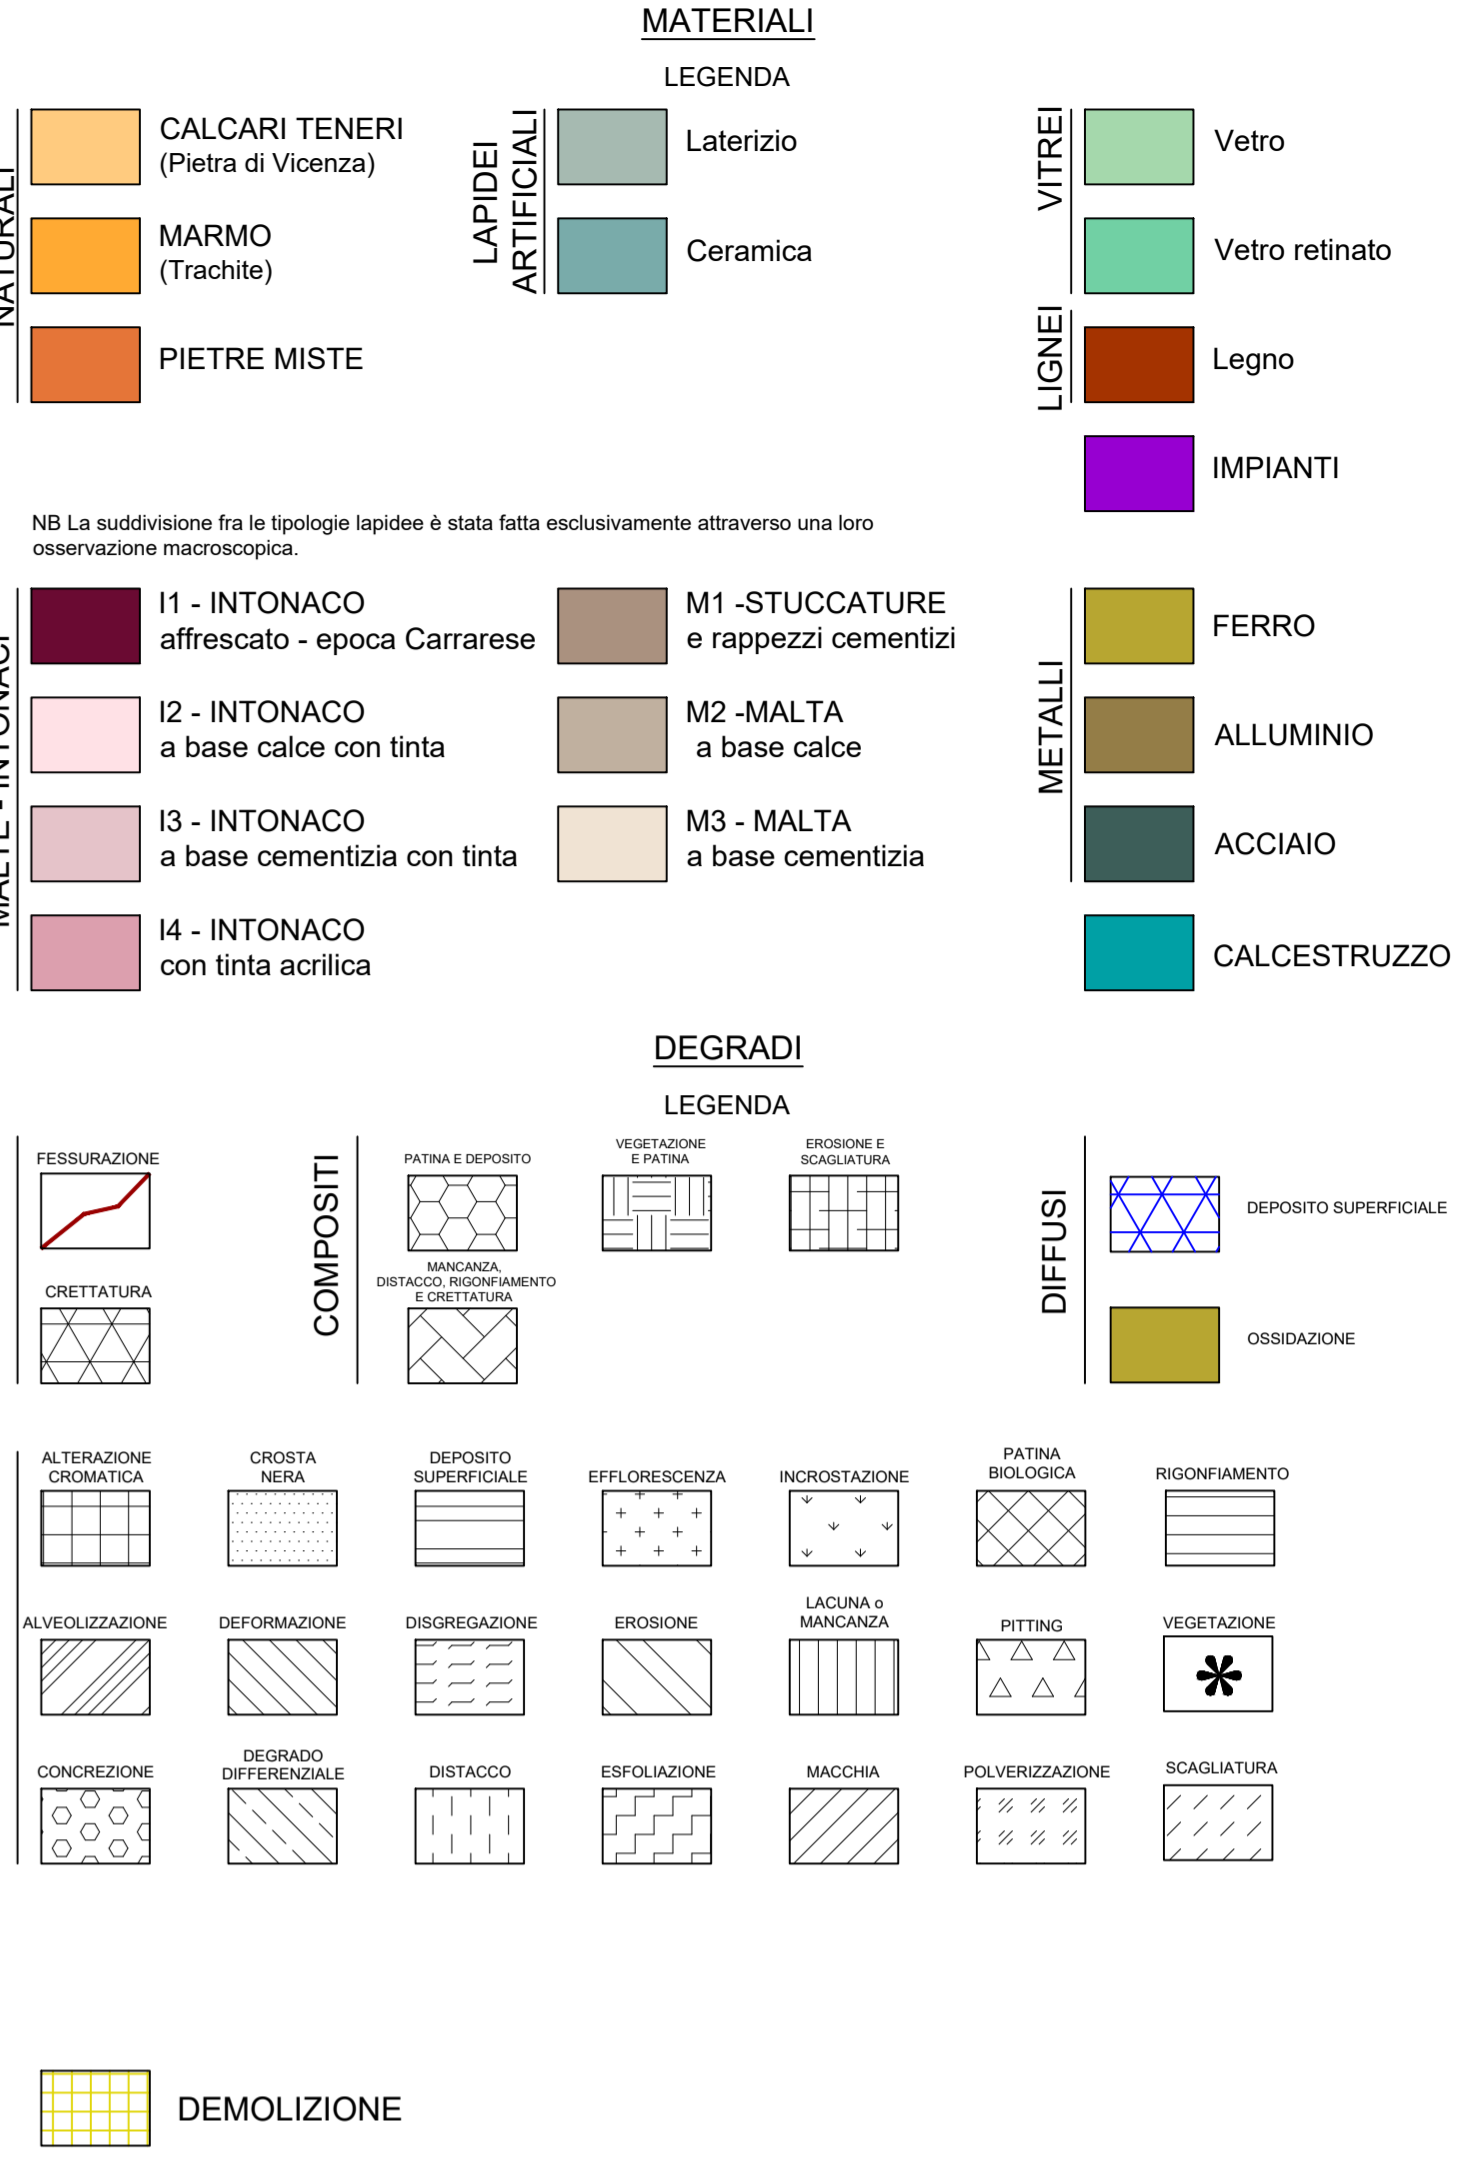 MATERIALI
LEGENDA
NATURALI
CALCARI TENERI
(Pietra di Vicenza)
MARMO
(Trachite)
PIETRE MISTE
LAPIDEI
ARTIFICIALI
Laterizio
Ceramica
VITREI
Vetro
Vetro retinato
LIGNEI
Legno
IMPIANTI
NB La suddivisione fra le tipologie lapidee è stata fatta esclusivamente attraverso una loro
osservazione macroscopica.
MALTE - INTONACI
I1 - INTONACO
affrescato - epoca Carrarese
I2 - INTONACO
a base calce con tinta
I3 - INTONACO
a base cementizia con tinta
I4 - INTONACO
con tinta acrilica
M1 -STUCCATURE
e rappezzi cementizi
M2 -MALTA
a base calce
M3 - MALTA
a base cementizia
METALLI
FERRO
ALLUMINIO
ACCIAIO
CALCESTRUZZO
DEGRADI
LEGENDA
FESSURAZIONE
CRETTATURA
COMPOSITI
PATINA E DEPOSITO
VEGETAZIONE
E PATINA
EROSIONE E
SCAGLIATURA
MANCANZA,
DISTACCO, RIGONFIAMENTO
E CRETTATURA
DIFFUSI
DEPOSITO SUPERFICIALE
OSSIDAZIONE
ALTERAZIONE
CROMATICA
CROSTA
NERA
DEPOSITO
SUPERFICIALE
EFFLORESCENZA
INCROSTAZIONE
PATINA
BIOLOGICA
RIGONFIAMENTO
ALVEOLIZZAZIONE
DEFORMAZIONE
DISGREGAZIONE
EROSIONE
LACUNA o
MANCANZA
PITTING
VEGETAZIONE
CONCREZIONE
DEGRADO
DIFFERENZIALE
DISTACCO
ESFOLIAZIONE
MACCHIA
POLVERIZZAZIONE
SCAGLIATURA
DEMOLIZIONE